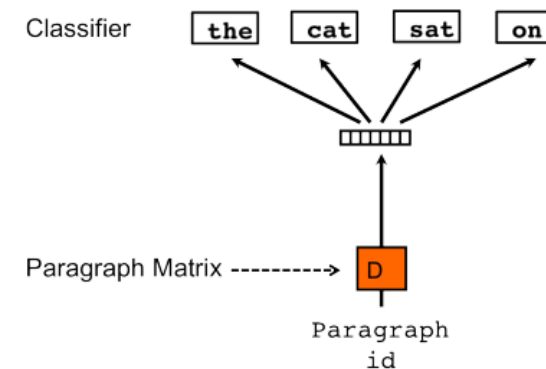 Classifier the cat sat on
Paragraph Matrix D
Paragraph
id